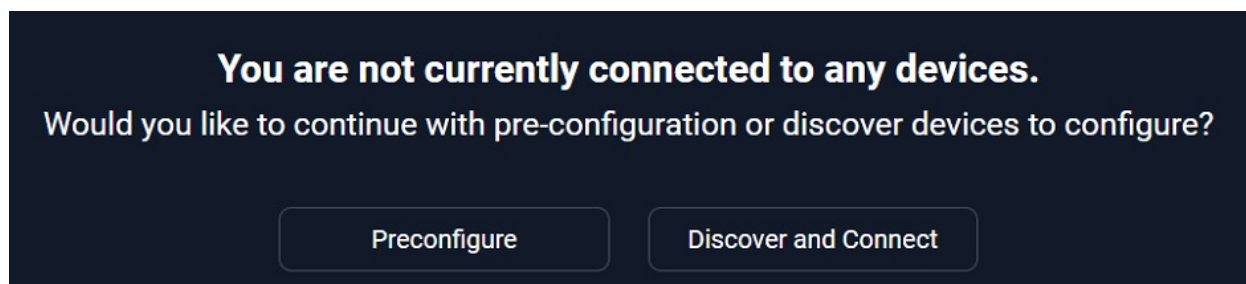 You are not currently connected to any devices.
Would you like to continue with pre-configuration or discover devices to configure?
Preconfigure
Discover and Connect